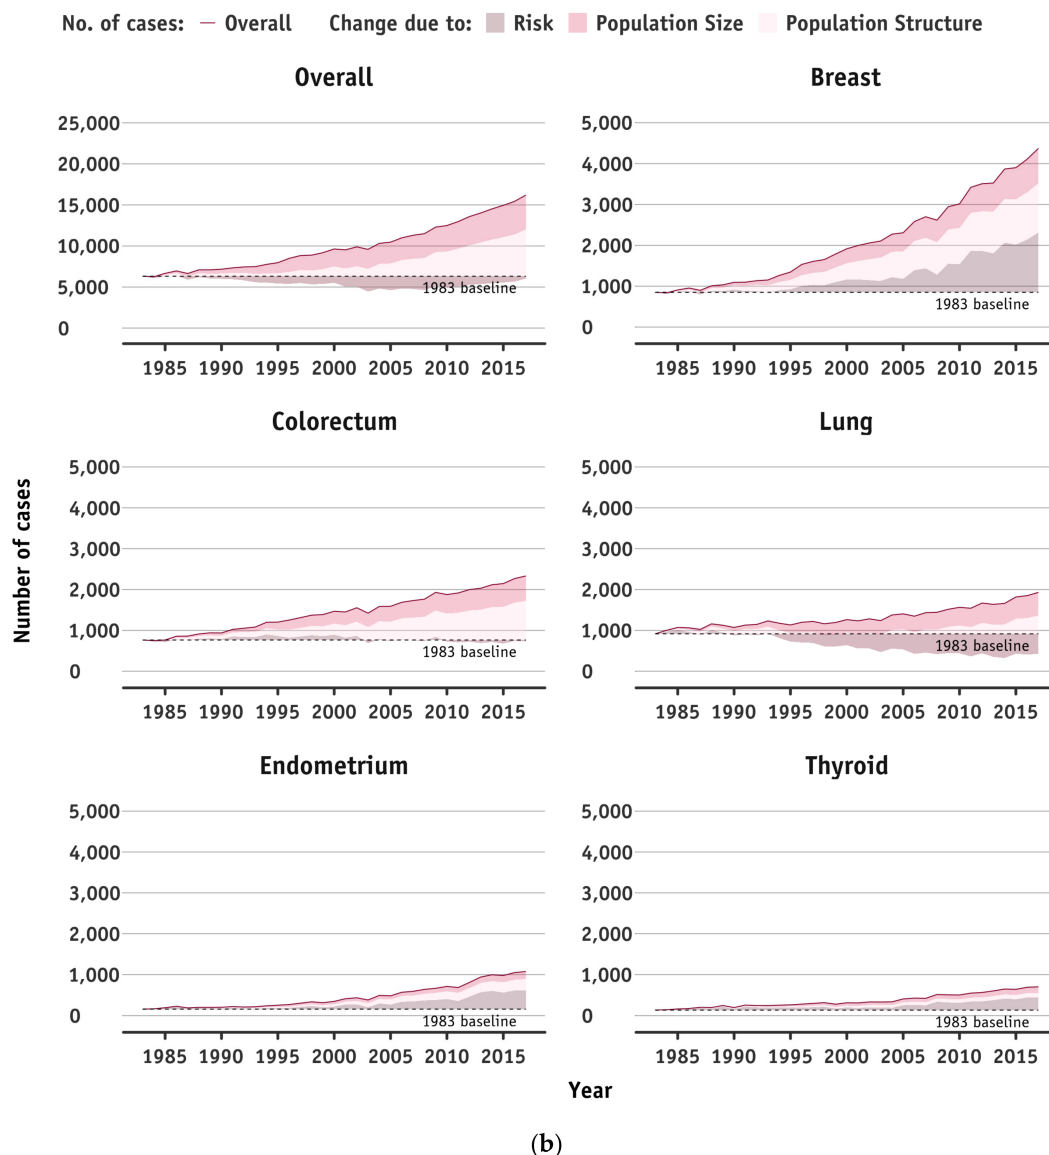 No. of cases: Overall Change due to: Risk Population Size Population Structure
Overall
25,000
20,000
15,000
10,000
5,000
0
1983 baseline
1985 1990 1995 2000 2005 2010 2015
Breast
5,000
4,000
3,000
2,000
1,000
0
1983 baseline
1985 1990 1995 2000 2005 2010 2015
Number of cases
Colorectum
5,000
4,000
3,000
2,000
1,000
0
1983 baseline
1985 1990 1995 2000 2005 2010 2015
Lung
5,000
4,000
3,000
2,000
1,000
0
1983 baseline
1985 1990 1995 2000 2005 2010 2015
Endometrium
5,000
4,000
3,000
2,000
1,000
0
1983 baseline
1985 1990 1995 2000 2005 2010 2015
Thyroid
5,000
4,000
3,000
2,000
1,000
0
1983 baseline
1985 1990 1995 2000 2005 2010 2015
Year
(b)